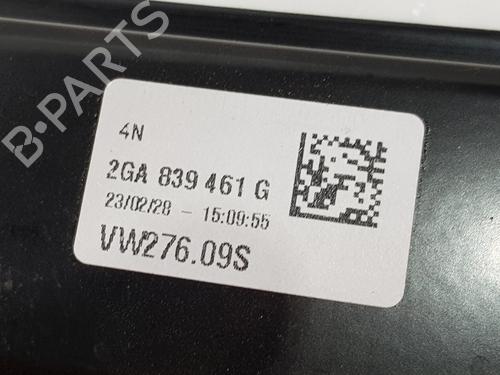 B-PARTS
4N
2GA 839 461 G
23/02/28 - 15:09:55
VW276.09S